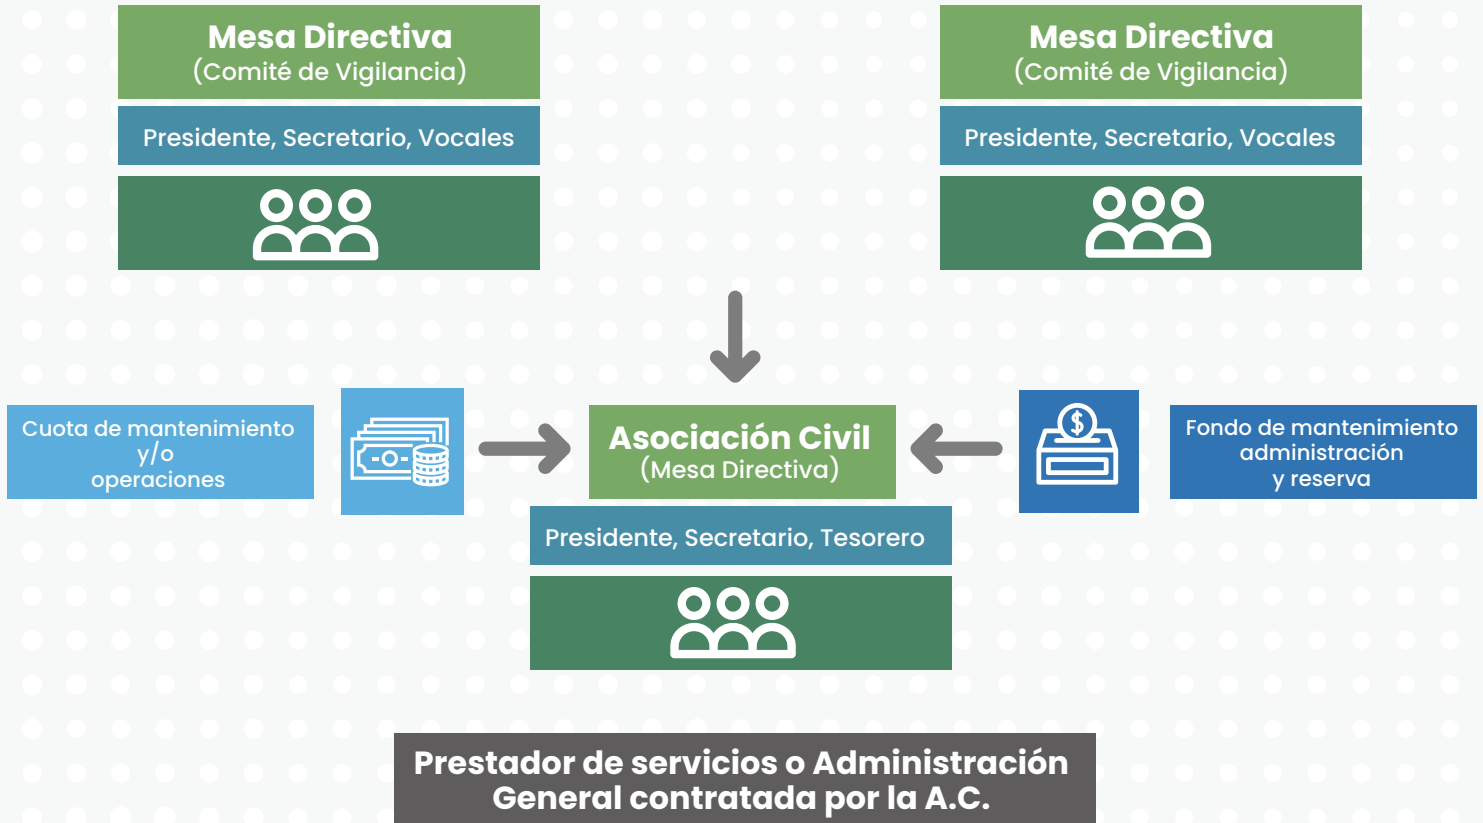 Mesa Directiva
(Comité de Vigilancia)
Presidente, Secretario, Vocales
Mesa Directiva
(Comité de Vigilancia)
Presidente, Secretario, Vocales
Cuota de mantenimiento
y/o
operaciones
Asociación Civil
(Mesa Directiva)
Presidente, Secretario, Tesorero
$
Fondo de mantenimiento
administración
y reserva
Prestador de servicios o Administración
General contratada por la A.C.